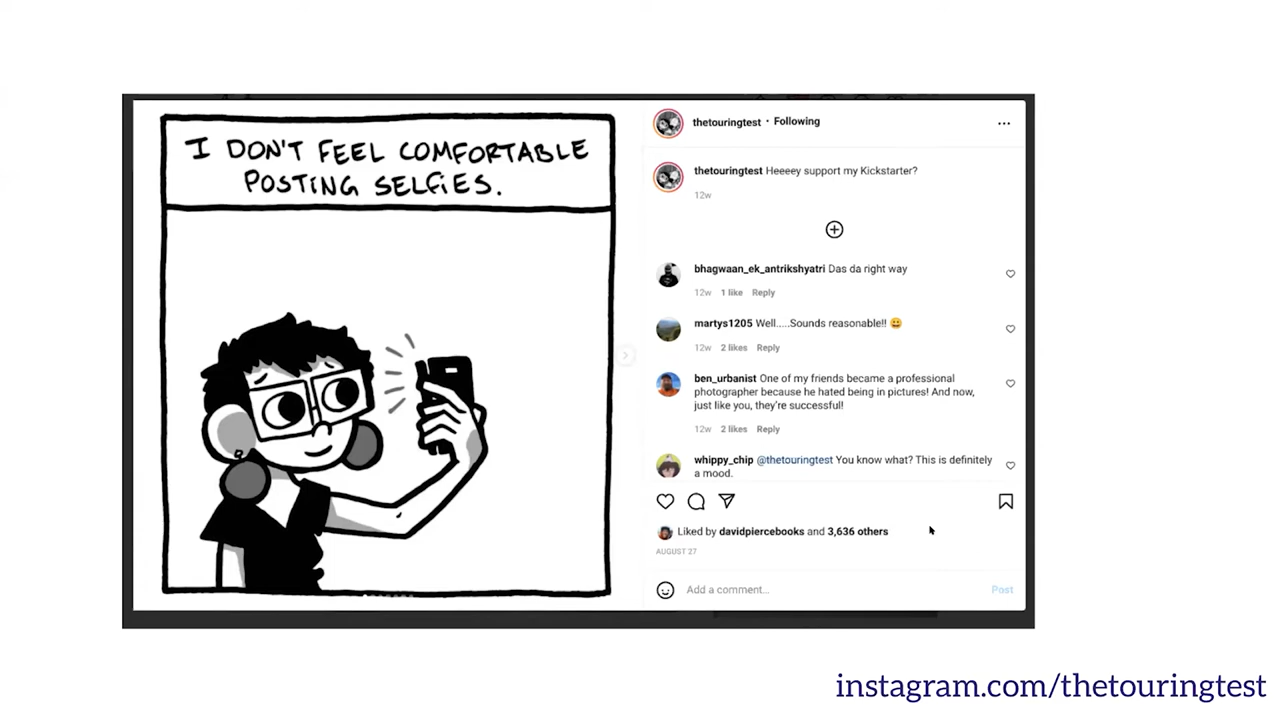 I DON'T FEEL COMFORTABLE
POSTING SELFIES.
thetouringtest • Following
thetouringtest Heeeey support my Kickstarter?
12w
bhagwaan_ek_antrikshyatri Das da right way
12w 1 like Reply
martys1205 Well.....Sounds reasonable!! 😀
12w 2 likes Reply
ben_urbanist One of my friends became a professional
photographer because he hated being in pictures! And now,
just like you, they're successful!
12w 2 likes Reply
whippy_chip @thetouringtest You know what? This is definitely
a mood.
Liked by davidpiercebooks and 3,636 others
AUGUST 27
Add a comment...
Post
instagram.com/thetouringtest